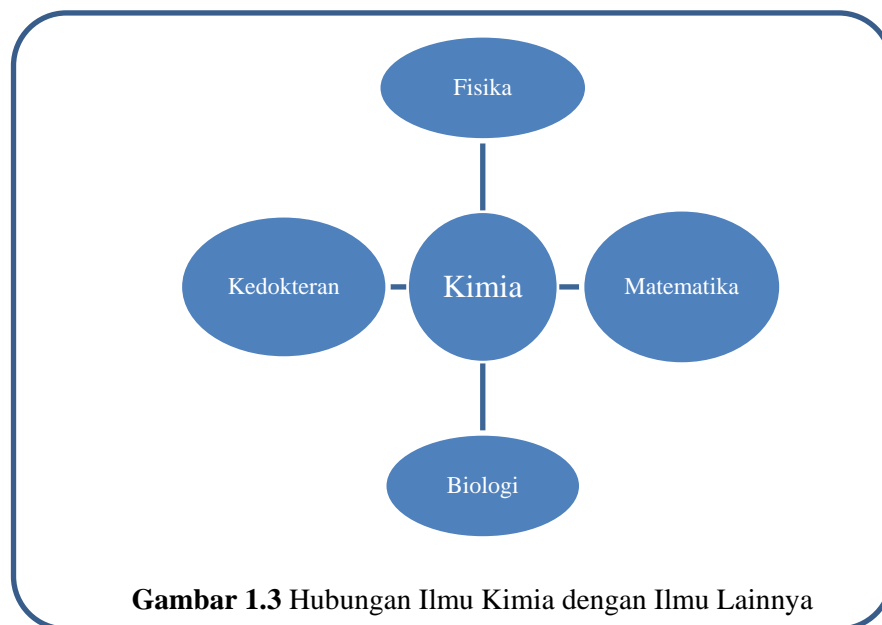 Fisika
Kedokteran
Kimia
Matematika
Biologi
Gambar 1.3 Hubungan Ilmu Kimia dengan Ilmu Lainnya